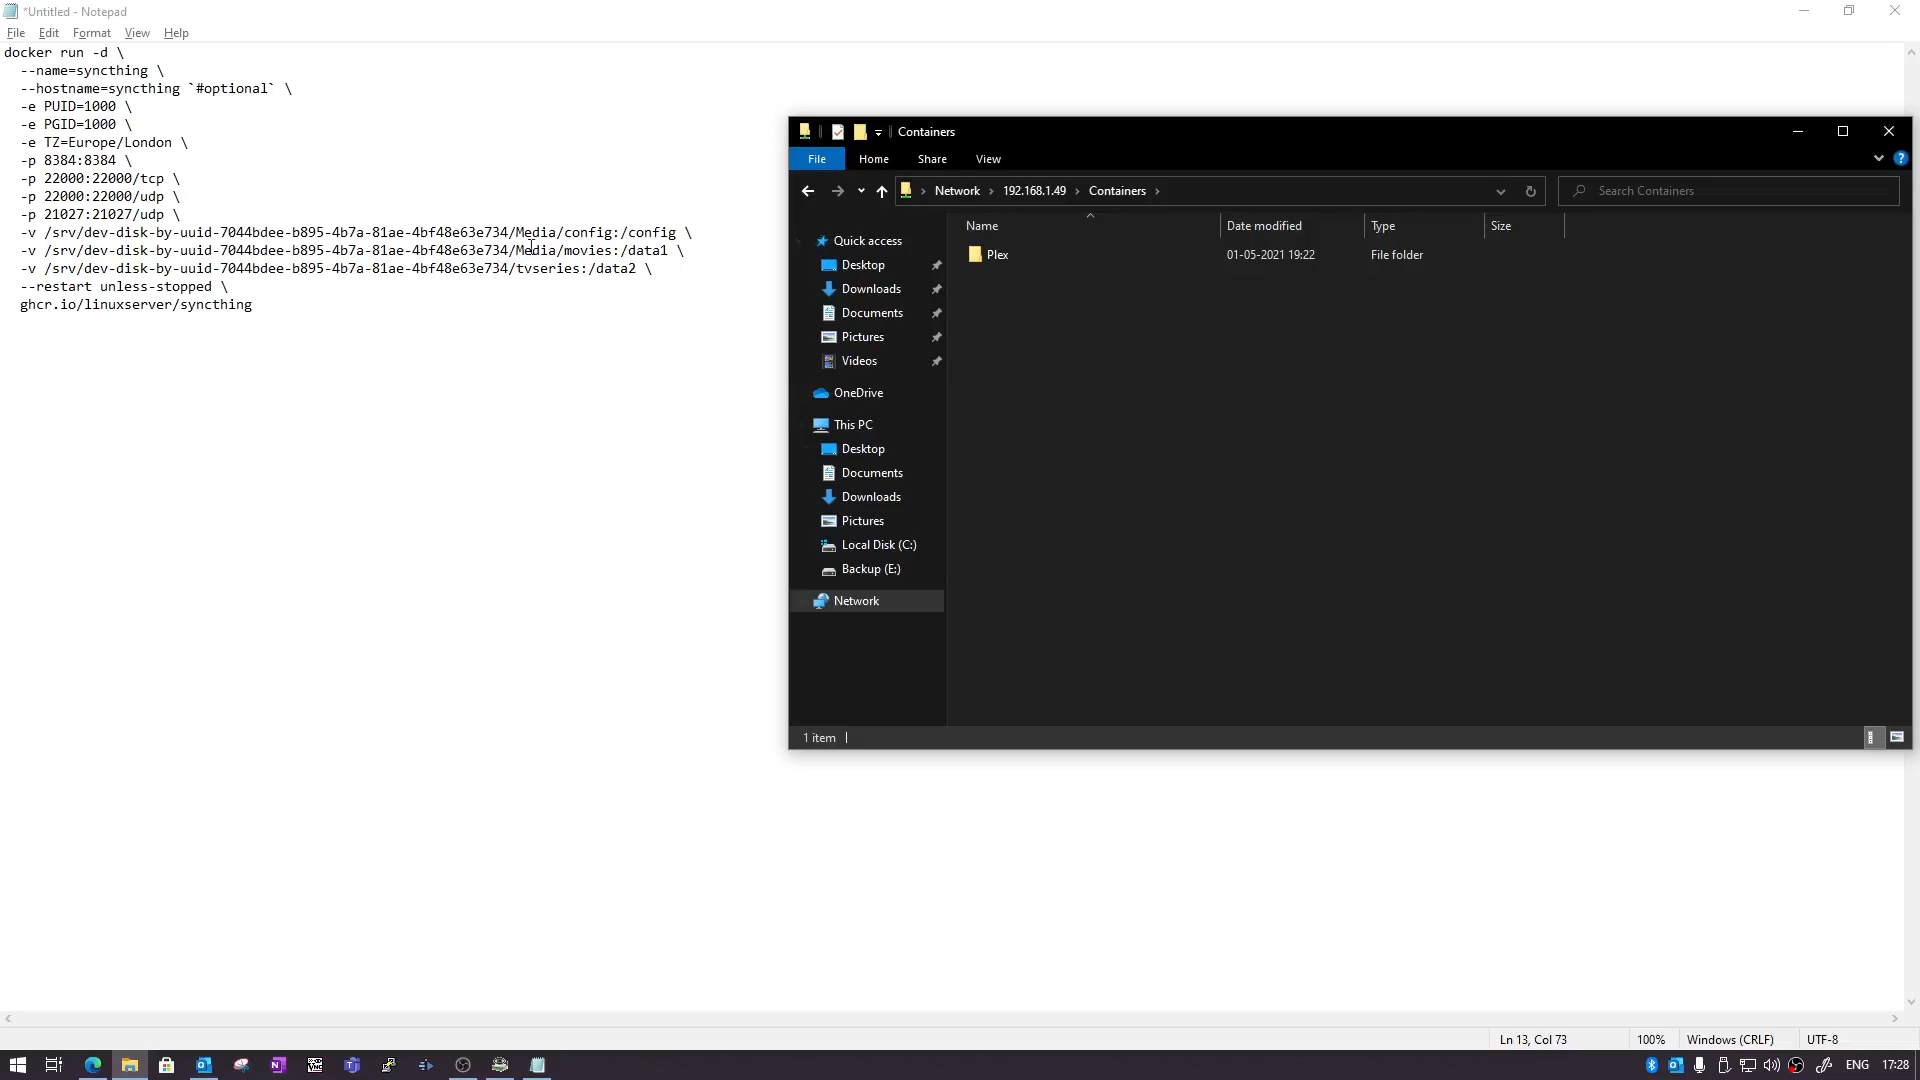 *Untitled - Notepad
File Edit Format View Help
docker run -d \
--name=syncthing \
--hostname=syncthing `#optional` \
-e PUID=1000 \
-e PGID=1000 \
-e TZ=Europe/London \
-p 8384:8384 \
-p 22000:22000/tcp \
-p 22000:22000/udp \
-p 21027:21027/udp \
-v /srv/dev-disk-by-uuid-7044bdee-b895-4b7a-81ae-4bf48e63e734/Media/config:/config \
-v /srv/dev-disk-by-uuid-7044bdee-b895-4b7a-81ae-4bf48e63e734/Media/movies:/data1 \
-v /srv/dev-disk-by-uuid-7044bdee-b895-4b7a-81ae-4bf48e63e734/tvseries:/data2 \
--restart unless-stopped \
ghcr.io/linuxserver/syncthing
Containers
File Home Share View
Network 192.168.1.49 Containers
Search Containers
Name Date modified Type Size
Plex 01-05-2021 19:22 File folder
Quick access
Desktop
Downloads
Documents
Pictures
Videos
OneDrive
This PC
Desktop
Documents
Downloads
Pictures
Local Disk (C:)
Backup (E:)
Network
1 item
Ln 13, Col 73 100% Windows (CRLF) UTF-8
ENG 17:28